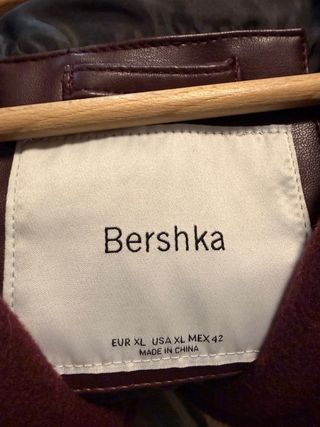 Bershka
EUR XL USA XL MEX 42
MADE IN CHINA